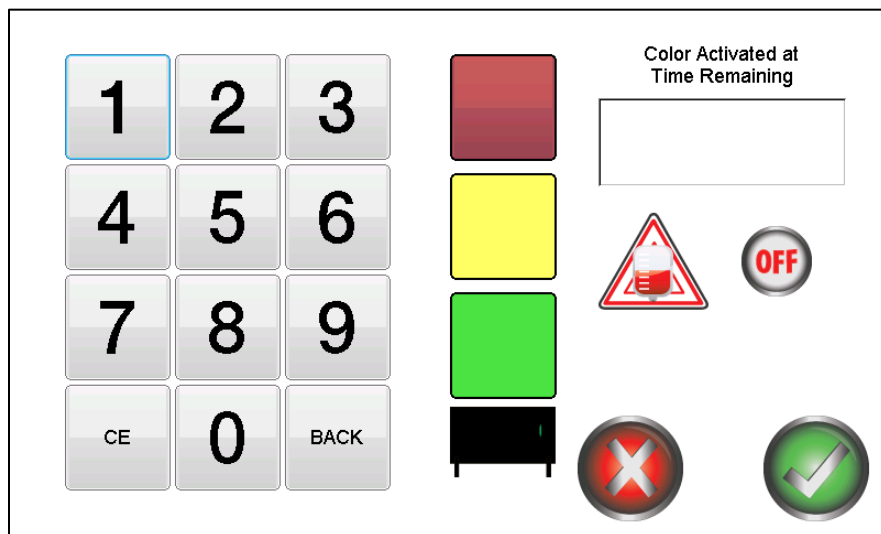 Color Activated at
Time Remaining
1 2 3
4 5 6
OFF
7 8 9
CE 0 BACK